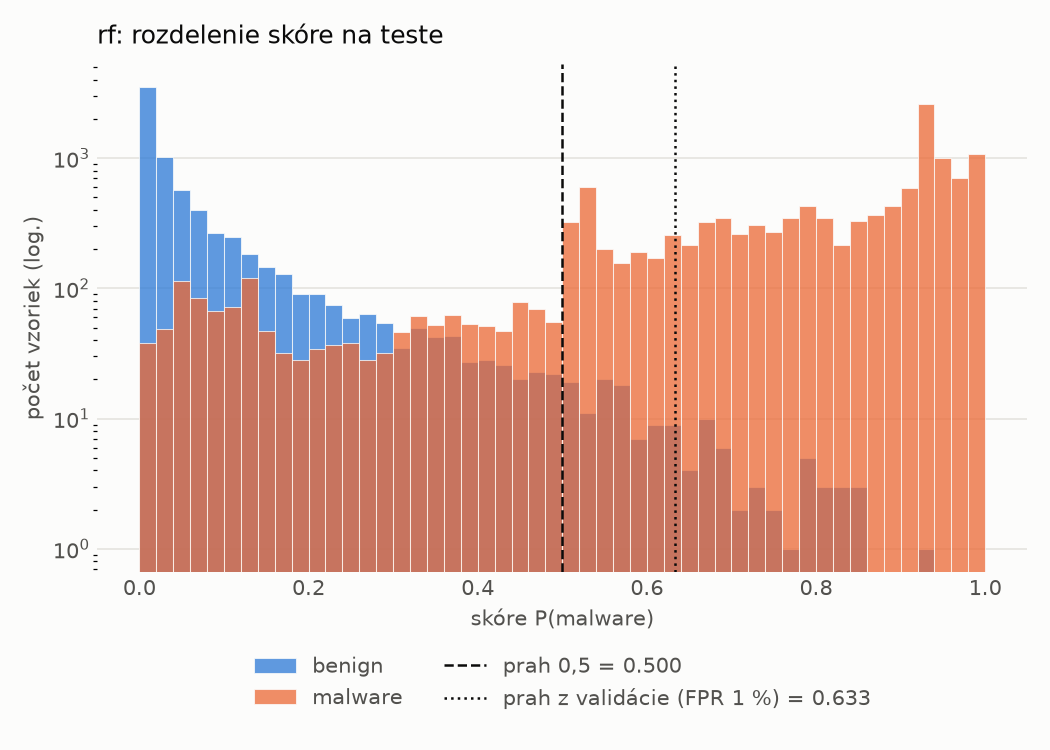 rf: rozdelenie skóre na teste
počet vzoriek (log.)
10³
10²
10¹
10⁰
0.0 0.2 0.4 0.6 0.8 1.0
skóre P(malware)
benign
malware
prah 0,5 = 0.500
prah z validácie (FPR 1 %) = 0.633